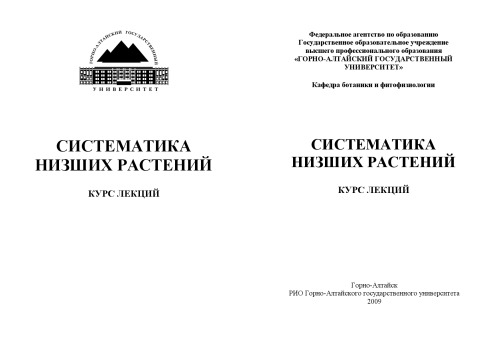 ГОРНО-АЛТАЙСКИЙ ГОСУДАРСТВЕННЫЙ
УНИВЕРСИТЕТ
СИСТЕМАТИКА
НИЗШИХ РАСТЕНИЙ
КУРС ЛЕКЦИЙ
Федеральное агентство по образованию
Государственное образовательное учреждение
высшего профессионального образования
«ГОРНО-АЛТАЙСКИЙ ГОСУДАРСТВЕННЫЙ
УНИВЕРСИТЕТ»
Кафедра ботаники и фитофизиологии
СИСТЕМАТИКА
НИЗШИХ РАСТЕНИЙ
КУРС ЛЕКЦИЙ
Горно-Алтайск
РИО Горно-Алтайского государственного университета
2009